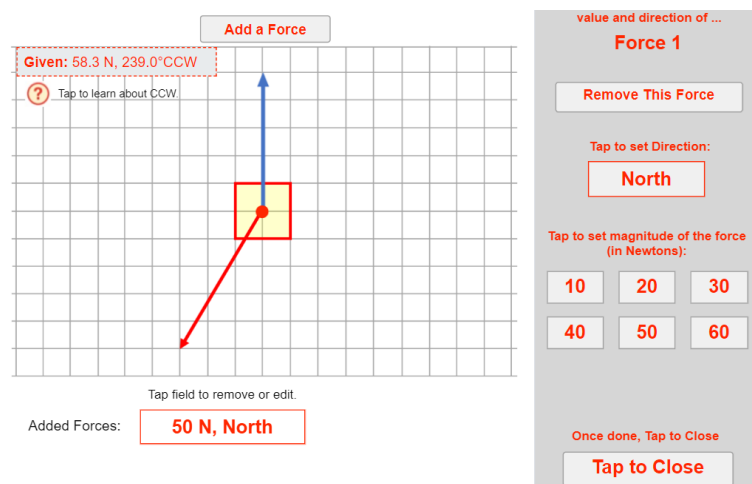 Add a Force
Given: 58.3 N, 239.0°CCW
?
Tap to learn about CCW.
Tap field to remove or edit.
Added Forces:
50 N, North
value and direction of ...
Force 1
Remove This Force
Tap to set Direction:
North
Tap to set magnitude of the force
(in Newtons):
10 20 30
40 50 60
Once done, Tap to Close
Tap to Close